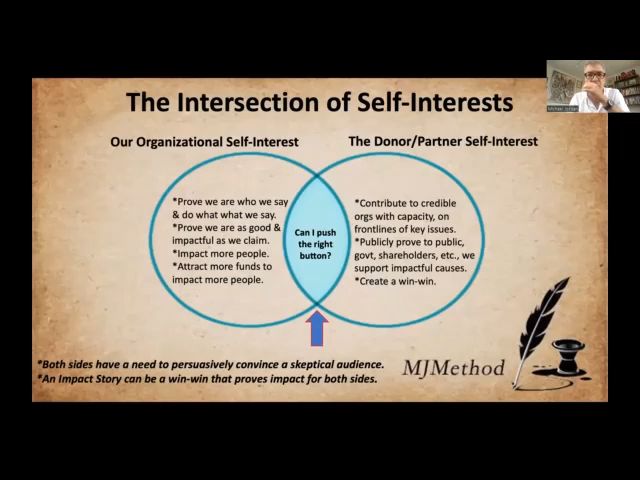 The Intersection of Self-Interests
Our Organizational Self-Interest
The Donor/Partner Self-Interest
*Prove we are who we say
& do what what we say.
*Prove we are as good &
impactful as we claim.
*Impact more people.
*Attract more funds to
impact more people.
Can I push
the right
button?
*Contribute to credible
orgs with capacity, on
frontlines of key issues.
*Publicly prove to public,
govt, shareholders, etc., we
support impactful causes.
*Create a win-win.
*Both sides have a need to persuasively convince a skeptical audience.
*An Impact Story can be a win-win that proves impact for both sides.
MJMethod
Michael